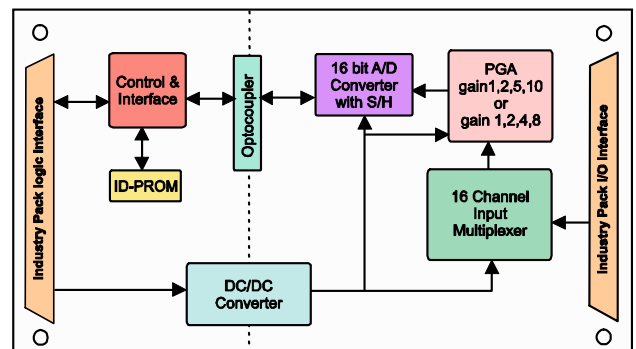 Industry Pack logic Interface
Control &
Interface
ID-PROM
Optocoupler
16 bit A/D
Converter
with S/H
PGA
gain1,2,5,10
or
gain 1,2,4,8
16 Channel
Input
Multiplexer
DC/DC
Converter
Industry Pack I/O Interface